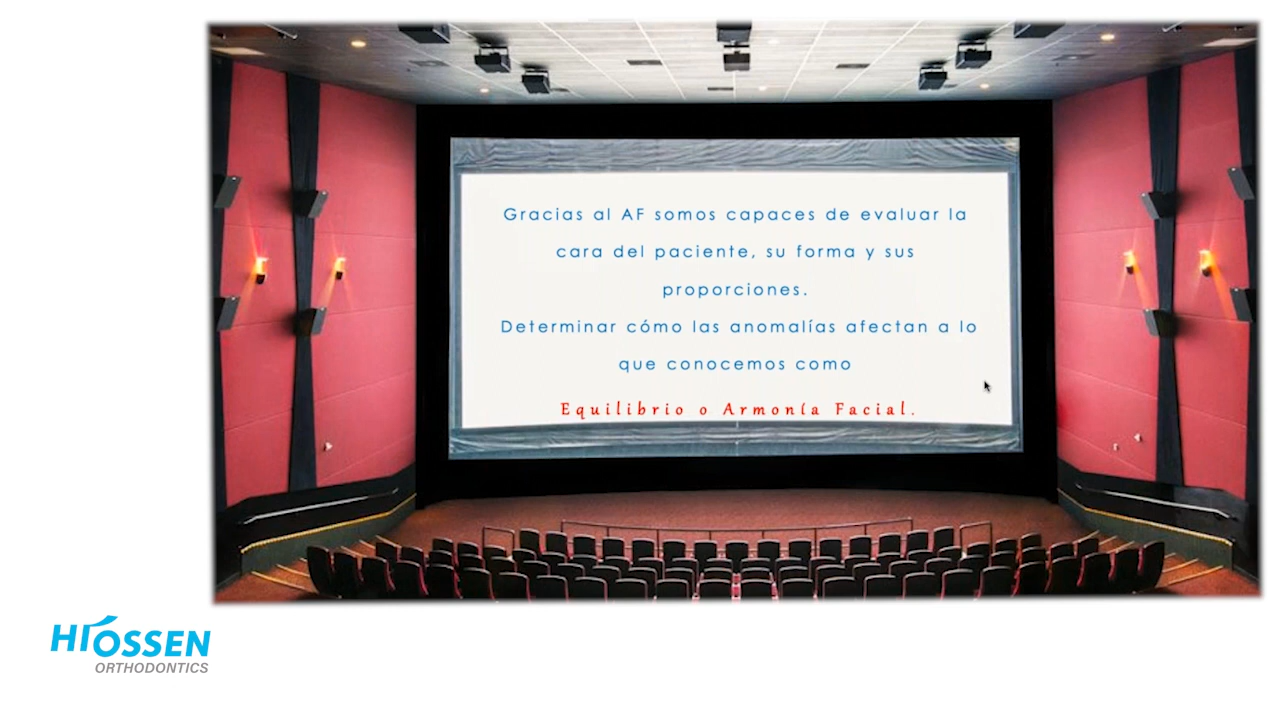 Gracias al AF somos capaces de evaluar la
cara del paciente, su forma y sus
proporciones.
Determinar cómo las anomalías afectan a lo
que conocemos como
Equilibrio o Armonía Facial.
HIOSSEN
ORTHODONTICS